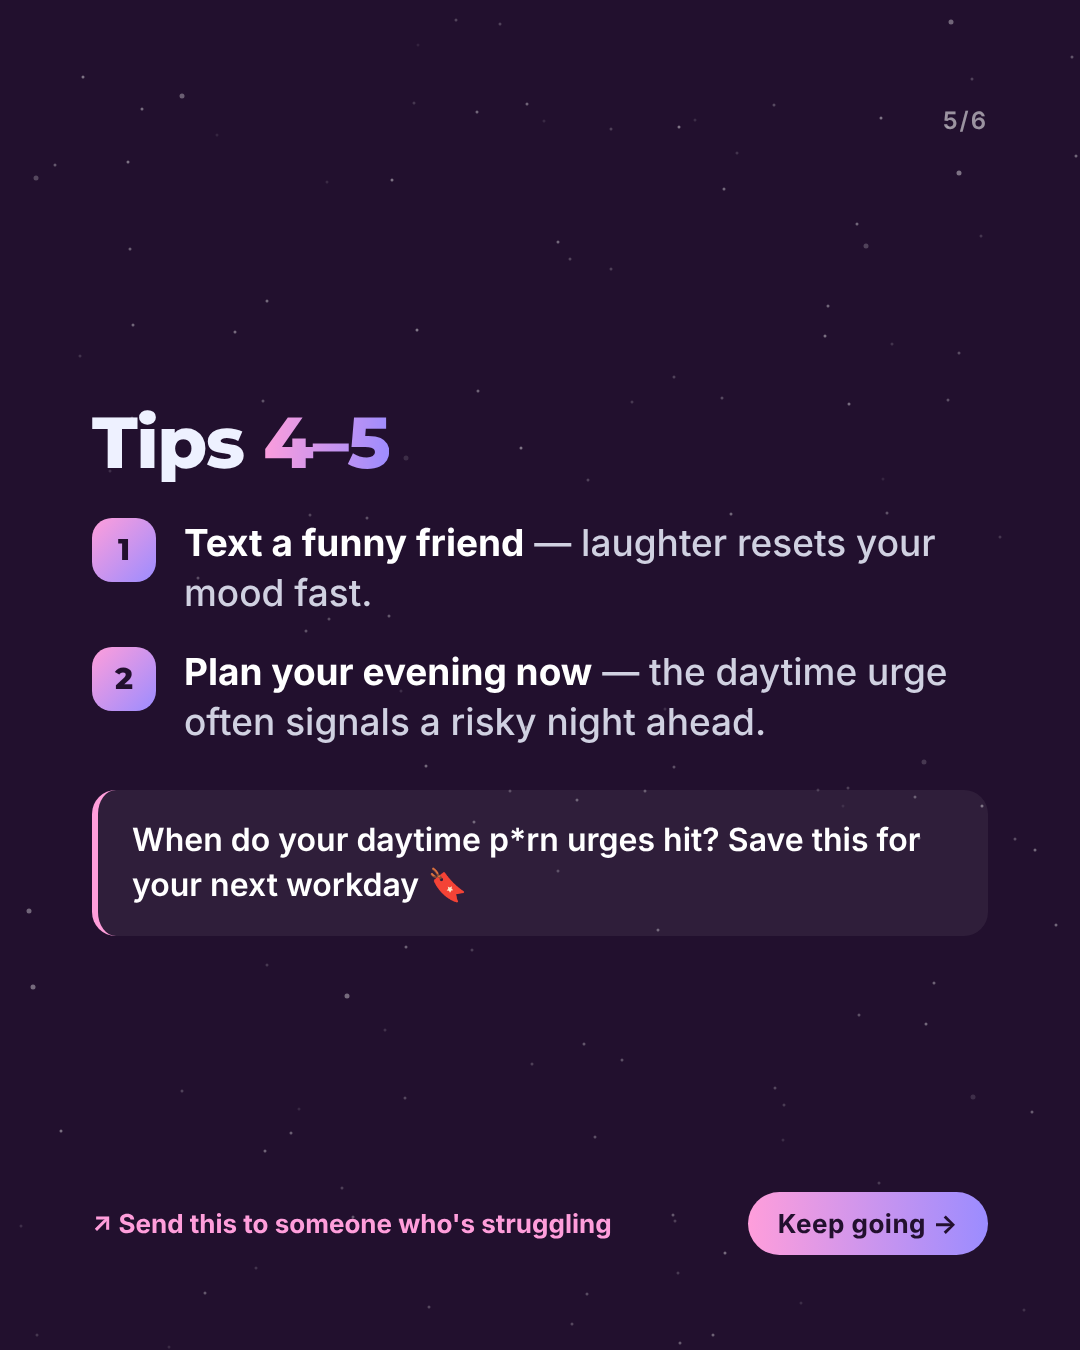 5/6
Tips 4–5
1
Text a funny friend — laughter resets your
mood fast.
2
Plan your evening now — the daytime urge
often signals a risky night ahead.
When do your daytime p*rn urges hit? Save this for
your next workday 🔖
↗ Send this to someone who's struggling
Keep going →